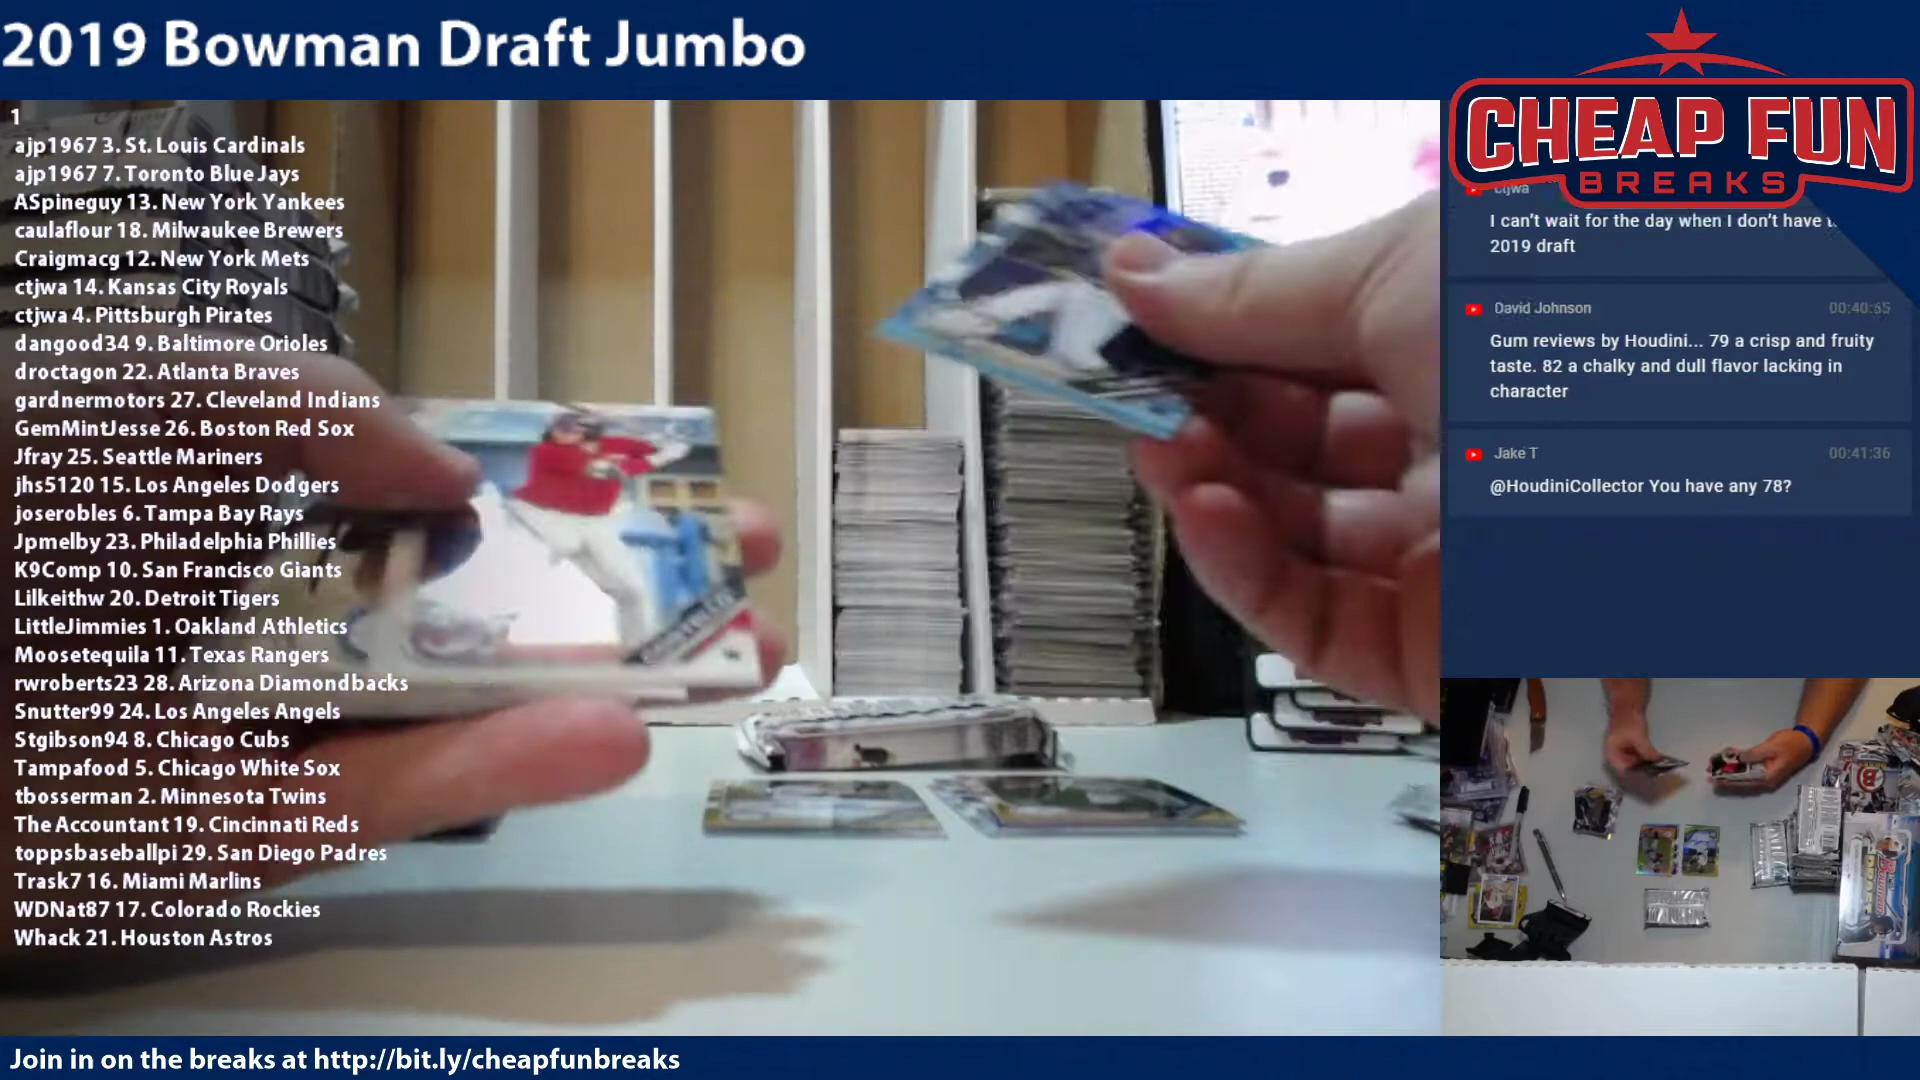 2019 Bowman Draft Jumbo
CHEAP FUN
BREAKS
1
ajp1967 3. St. Louis Cardinals
ajp1967 7. Toronto Blue Jays
ASpineguy 13. New York Yankees
caulaflour 18. Milwaukee Brewers
Craigmacg 12. New York Mets
ctjwa 14. Kansas City Royals
ctjwa 4. Pittsburgh Pirates
dangood34 9. Baltimore Orioles
droctagon 22. Atlanta Braves
gardnermotors 27. Cleveland Indians
GemMintJesse 26. Boston Red Sox
Jfray 25. Seattle Mariners
jhs5120 15. Los Angeles Dodgers
joserobles 6. Tampa Bay Rays
Jpmelby 23. Philadelphia Phillies
K9Comp 10. San Francisco Giants
Lilkeithw 20. Detroit Tigers
LittleJimmies 1. Oakland Athletics
Moosetequila 11. Texas Rangers
rwroberts23 28. Arizona Diamondbacks
Snutter99 24. Los Angeles Angels
Stgibson94 8. Chicago Cubs
Tampafood 5. Chicago White Sox
tbosserman 2. Minnesota Twins
The Accountant 19. Cincinnati Reds
toppsbaseballpi 29. San Diego Padres
Trask7 16. Miami Marlins
WDNat87 17. Colorado Rockies
Whack 21. Houston Astros
ctjwa
I can't wait for the day when I don't have
2019 draft
David Johnson 00:40:55
Gum reviews by Houdini... 79 a crisp and fruity
taste. 82 a chalky and dull flavor lacking in
character
Jake T 00:41:36
@HoudiniCollector You have any 78?
Join in on the breaks at http://bit.ly/cheapfunbreaks